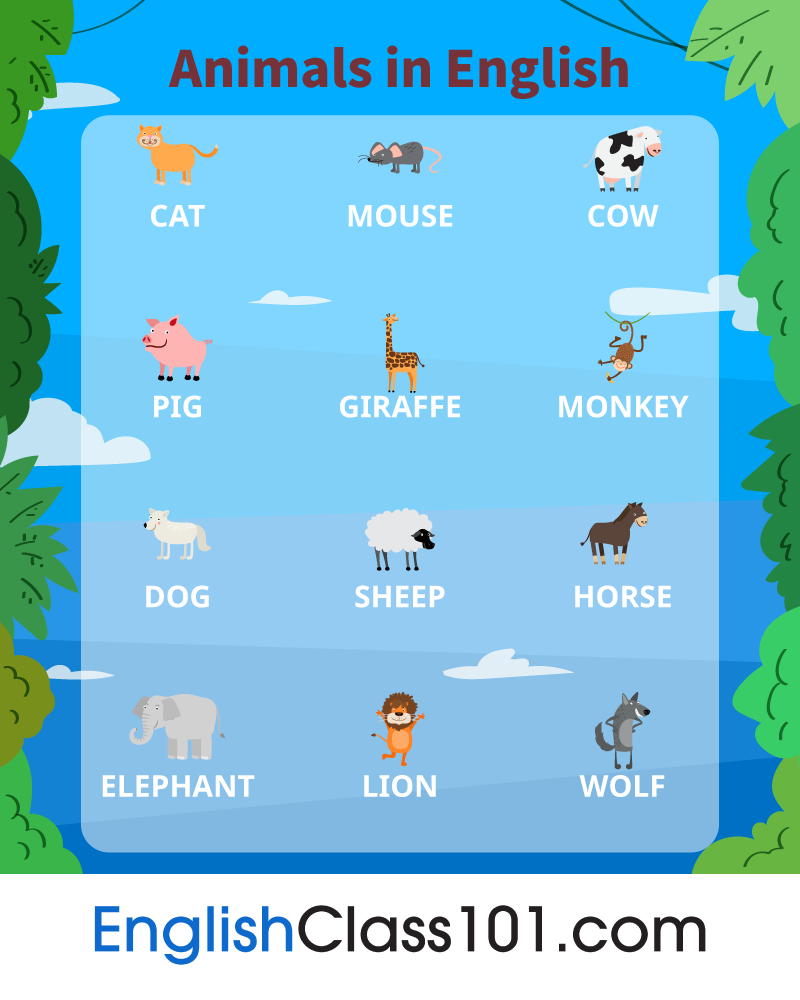 Animals in English
CAT MOUSE COW
PIG GIRAFFE MONKEY
DOG SHEEP HORSE
ELEPHANT LION WOLF
EnglishClass101.com